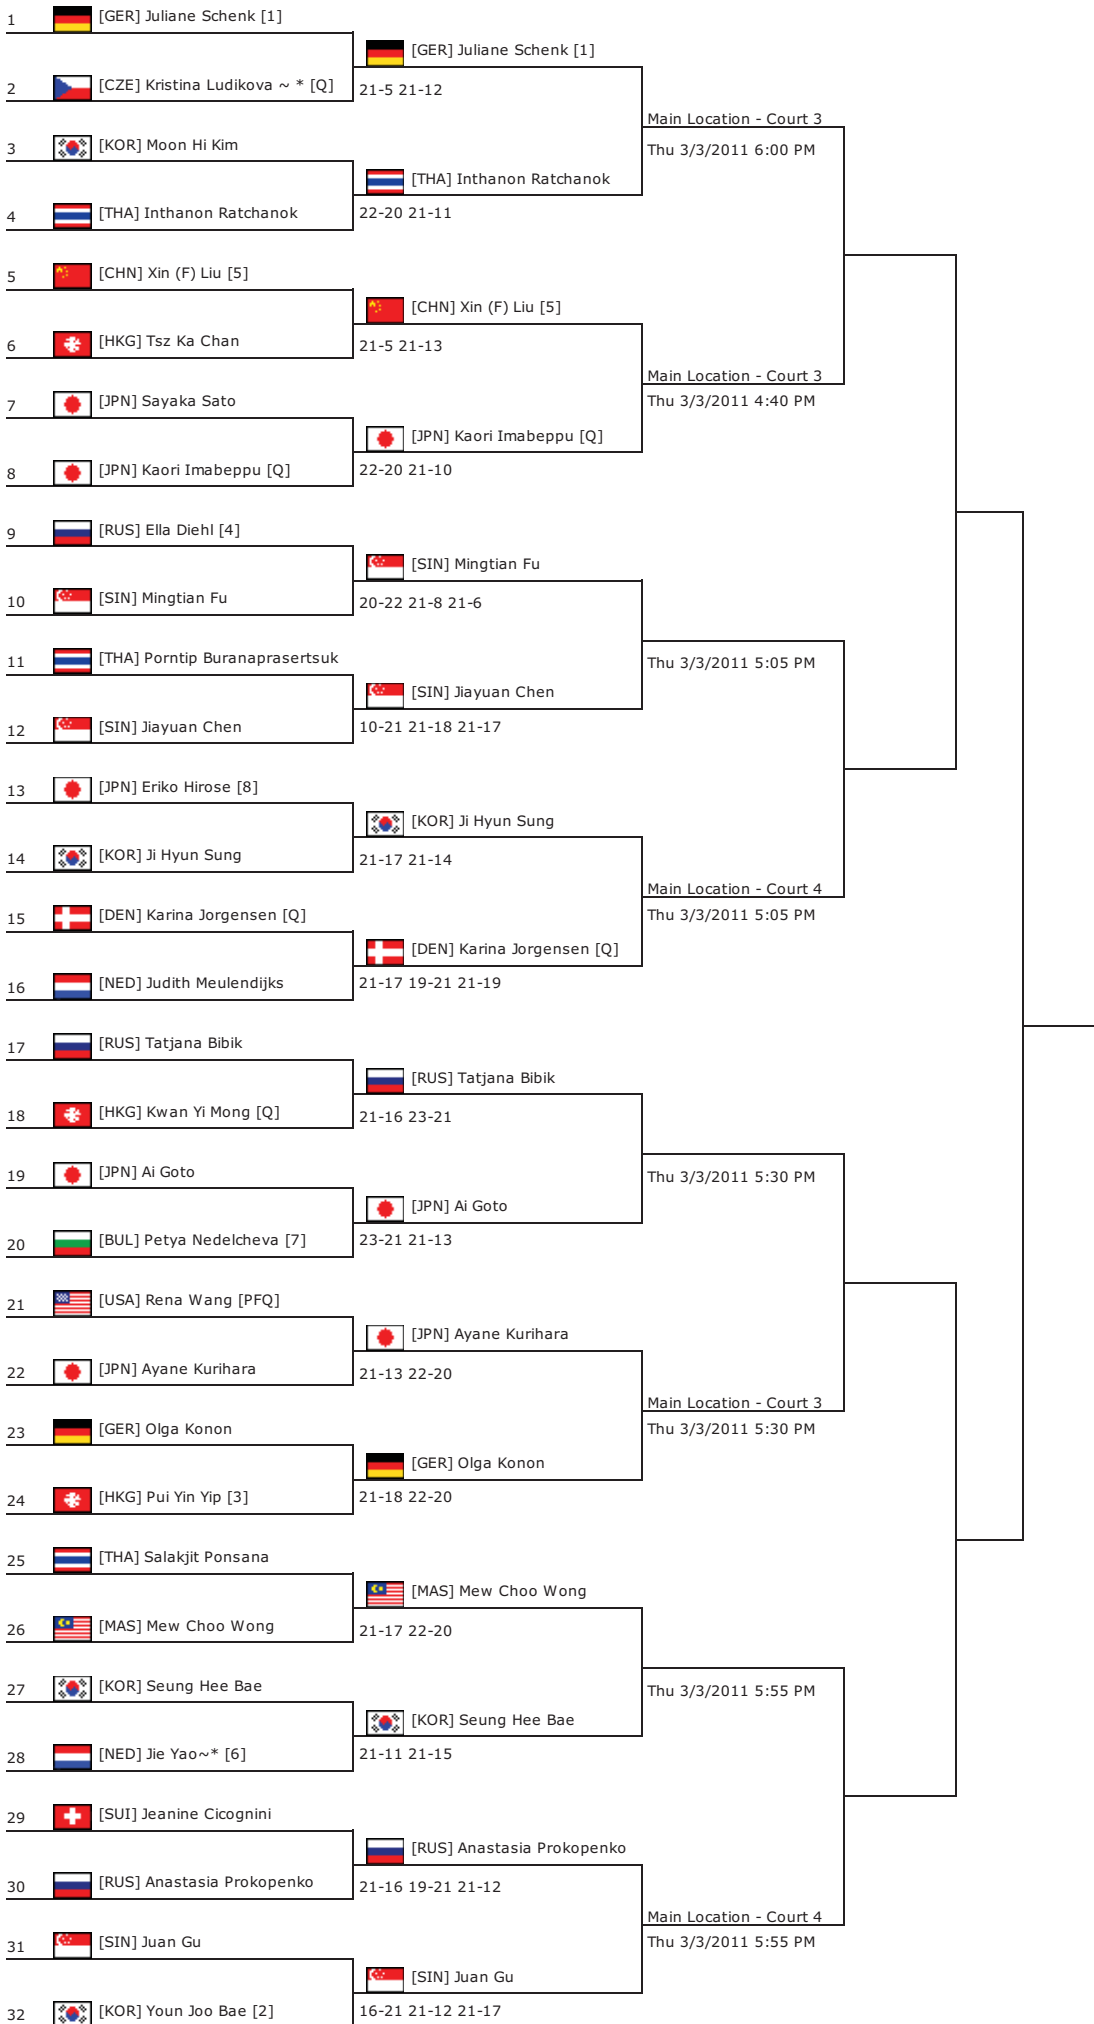 1 [GER] Juliane Schenk [1]
[GER] Juliane Schenk [1]
2 [CZE] Kristina Ludikova ~ * [Q]
21-5 21-12
Main Location - Court 3
3 [KOR] Moon Hi Kim
Thu 3/3/2011 6:00 PM
[THA] Inthanon Ratchanok
4 [THA] Inthanon Ratchanok
22-20 21-11
5 [CHN] Xin (F) Liu [5]
[CHN] Xin (F) Liu [5]
6 [HKG] Tsz Ka Chan
21-5 21-13
Main Location - Court 3
7 [JPN] Sayaka Sato
Thu 3/3/2011 4:40 PM
[JPN] Kaori Imabeppu [Q]
8 [JPN] Kaori Imabeppu [Q]
22-20 21-10
9 [RUS] Ella Diehl [4]
[SIN] Mingtian Fu
10 [SIN] Mingtian Fu
20-22 21-8 21-6
11 [THA] Porntip Buranaprasertsuk
Thu 3/3/2011 5:05 PM
[SIN] Jiayuan Chen
12 [SIN] Jiayuan Chen
10-21 21-18 21-17
13 [JPN] Eriko Hirose [8]
[KOR] Ji Hyun Sung
14 [KOR] Ji Hyun Sung
21-17 21-14
Main Location - Court 4
15 [DEN] Karina Jorgensen [Q]
Thu 3/3/2011 5:05 PM
[DEN] Karina Jorgensen [Q]
16 [NED] Judith Meulendijks
21-17 19-21 21-19
17 [RUS] Tatjana Bibik
[RUS] Tatjana Bibik
18 [HKG] Kwan Yi Mong [Q]
21-16 23-21
19 [JPN] Ai Goto
Thu 3/3/2011 5:30 PM
[JPN] Ai Goto
20 [BUL] Petya Nedelcheva [7]
23-21 21-13
21 [USA] Rena Wang [PFQ]
[JPN] Ayane Kurihara
22 [JPN] Ayane Kurihara
21-13 22-20
Main Location - Court 3
23 [GER] Olga Konon
Thu 3/3/2011 5:30 PM
[GER] Olga Konon
24 [HKG] Pui Yin Yip [3]
21-18 22-20
25 [THA] Salakjit Ponsana
[MAS] Mew Choo Wong
26 [MAS] Mew Choo Wong
21-17 22-20
27 [KOR] Seung Hee Bae
Thu 3/3/2011 5:55 PM
[KOR] Seung Hee Bae
28 [NED] Jie Yao~* [6]
21-11 21-15
29 [SUI] Jeanine Cicognini
[RUS] Anastasia Prokopenko
30 [RUS] Anastasia Prokopenko
21-16 19-21 21-12
Main Location - Court 4
31 [SIN] Juan Gu
Thu 3/3/2011 5:55 PM
[SIN] Juan Gu
32 [KOR] Youn Joo Bae [2]
16-21 21-12 21-17